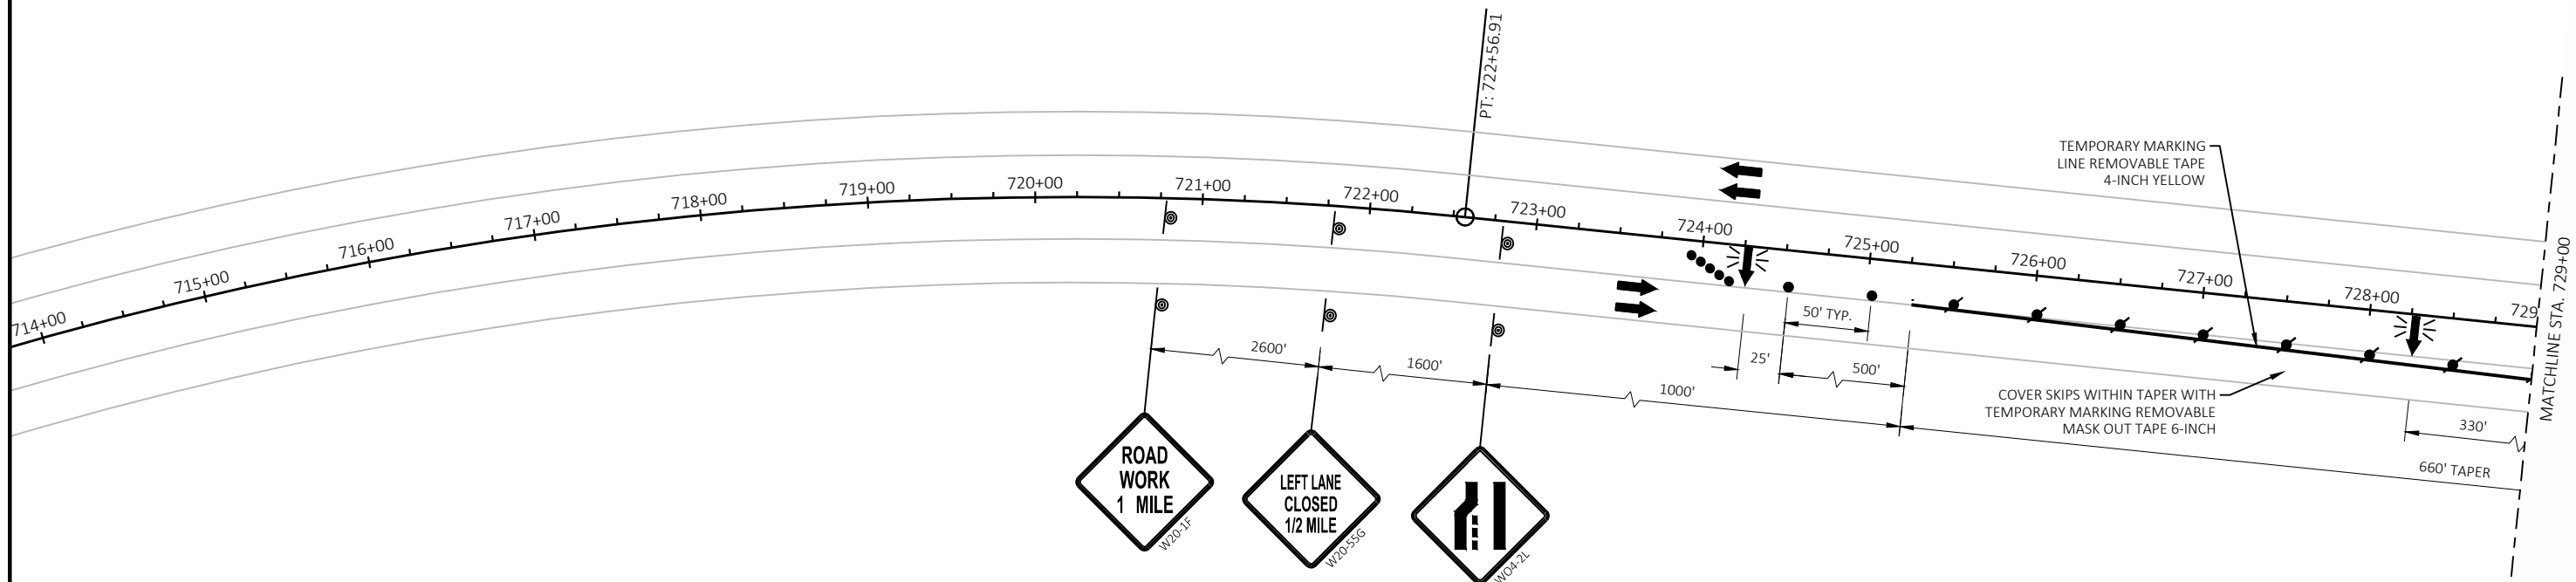 PT: 722+56.91
714+00
715+00
716+00
717+00
718+00
719+00
720+00
721+00
722+00
723+00
724+00
725+00
726+00
727+00
728+00
729
TEMPORARY MARKING
LINE REMOVABLE TAPE
4-INCH YELLOW
MATCHLINE STA. 729+00
2600'
1600'
1000'
25'
50' TYP.
500'
COVER SKIPS WITHIN TAPER WITH
TEMPORARY MARKING REMOVABLE
MASK OUT TAPE 6-INCH
330'
660' TAPER
ROAD
WORK
1 MILE
W20-1F
LEFT LANE
CLOSED
1/2 MILE
W20-55G
WO4-2L